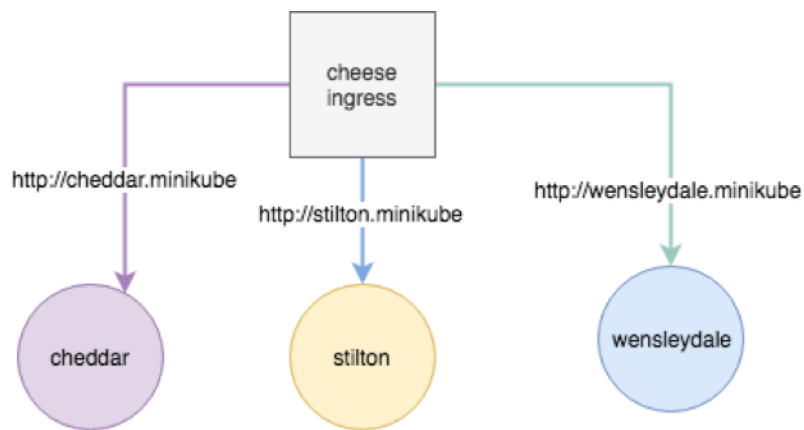 cheese
ingress
http://cheddar.minikube
http://stilton.minikube
http://wensleydale.minikube
cheddar
stilton
wensleydale